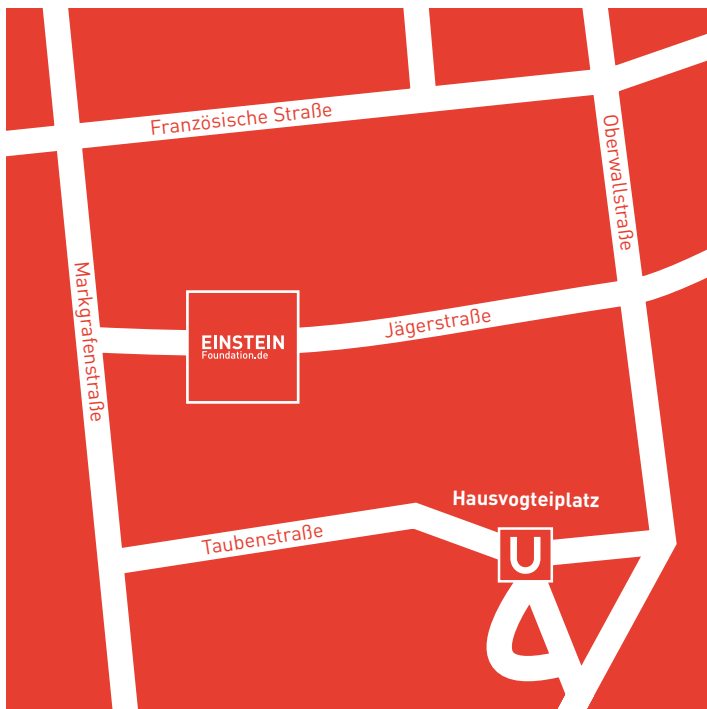 Französische Straße
Oberwallstraße
Markgrafenstraße
EINSTEIN
Foundation.de
Jägerstraße
Hausvogteiplatz
Taubenstraße
U